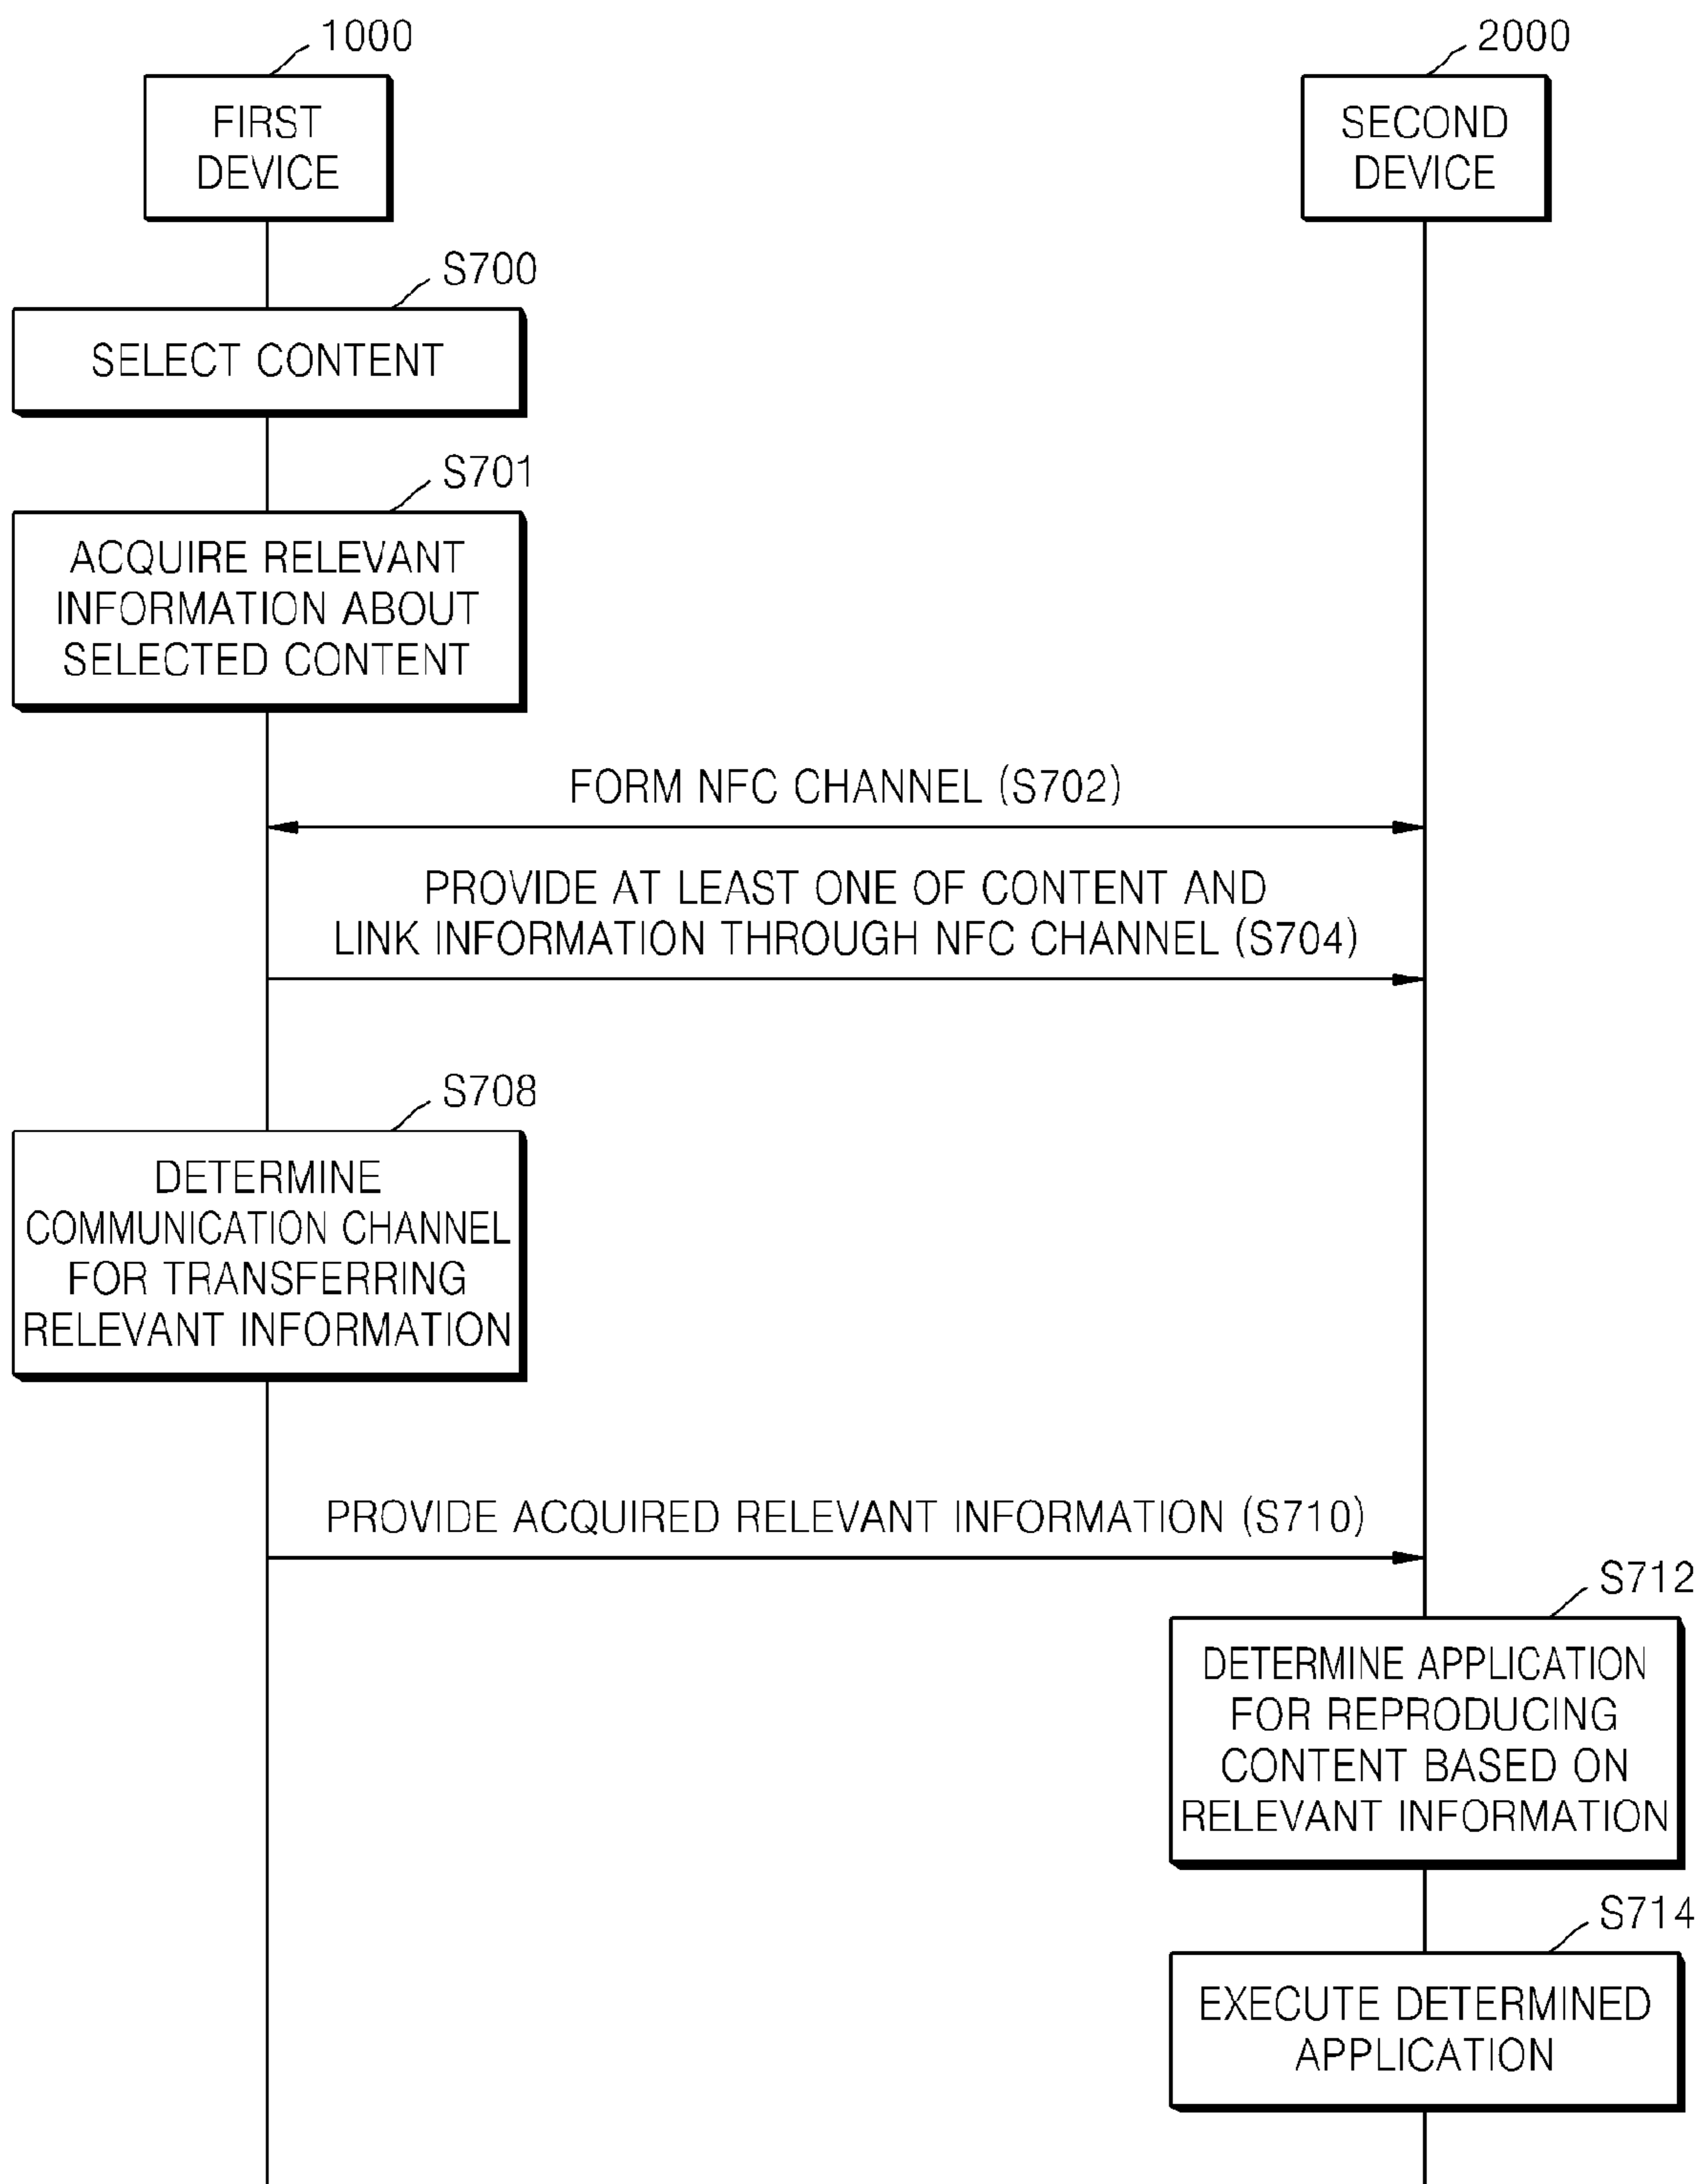 1000
2000
FIRST
DEVICE
SECOND
DEVICE
S700
SELECT CONTENT
S701
ACQUIRE RELEVANT
INFORMATION ABOUT
SELECTED CONTENT
FORM NFC CHANNEL (S702)
PROVIDE AT LEAST ONE OF CONTENT AND
LINK INFORMATION THROUGH NFC CHANNEL (S704)
S708
DETERMINE
COMMUNICATION CHANNEL
FOR TRANSFERRING
RELEVANT INFORMATION
PROVIDE ACQUIRED RELEVANT INFORMATION (S710)
S712
DETERMINE APPLICATION
FOR REPRODUCING
CONTENT BASED ON
RELEVANT INFORMATION
S714
EXECUTE DETERMINED
APPLICATION